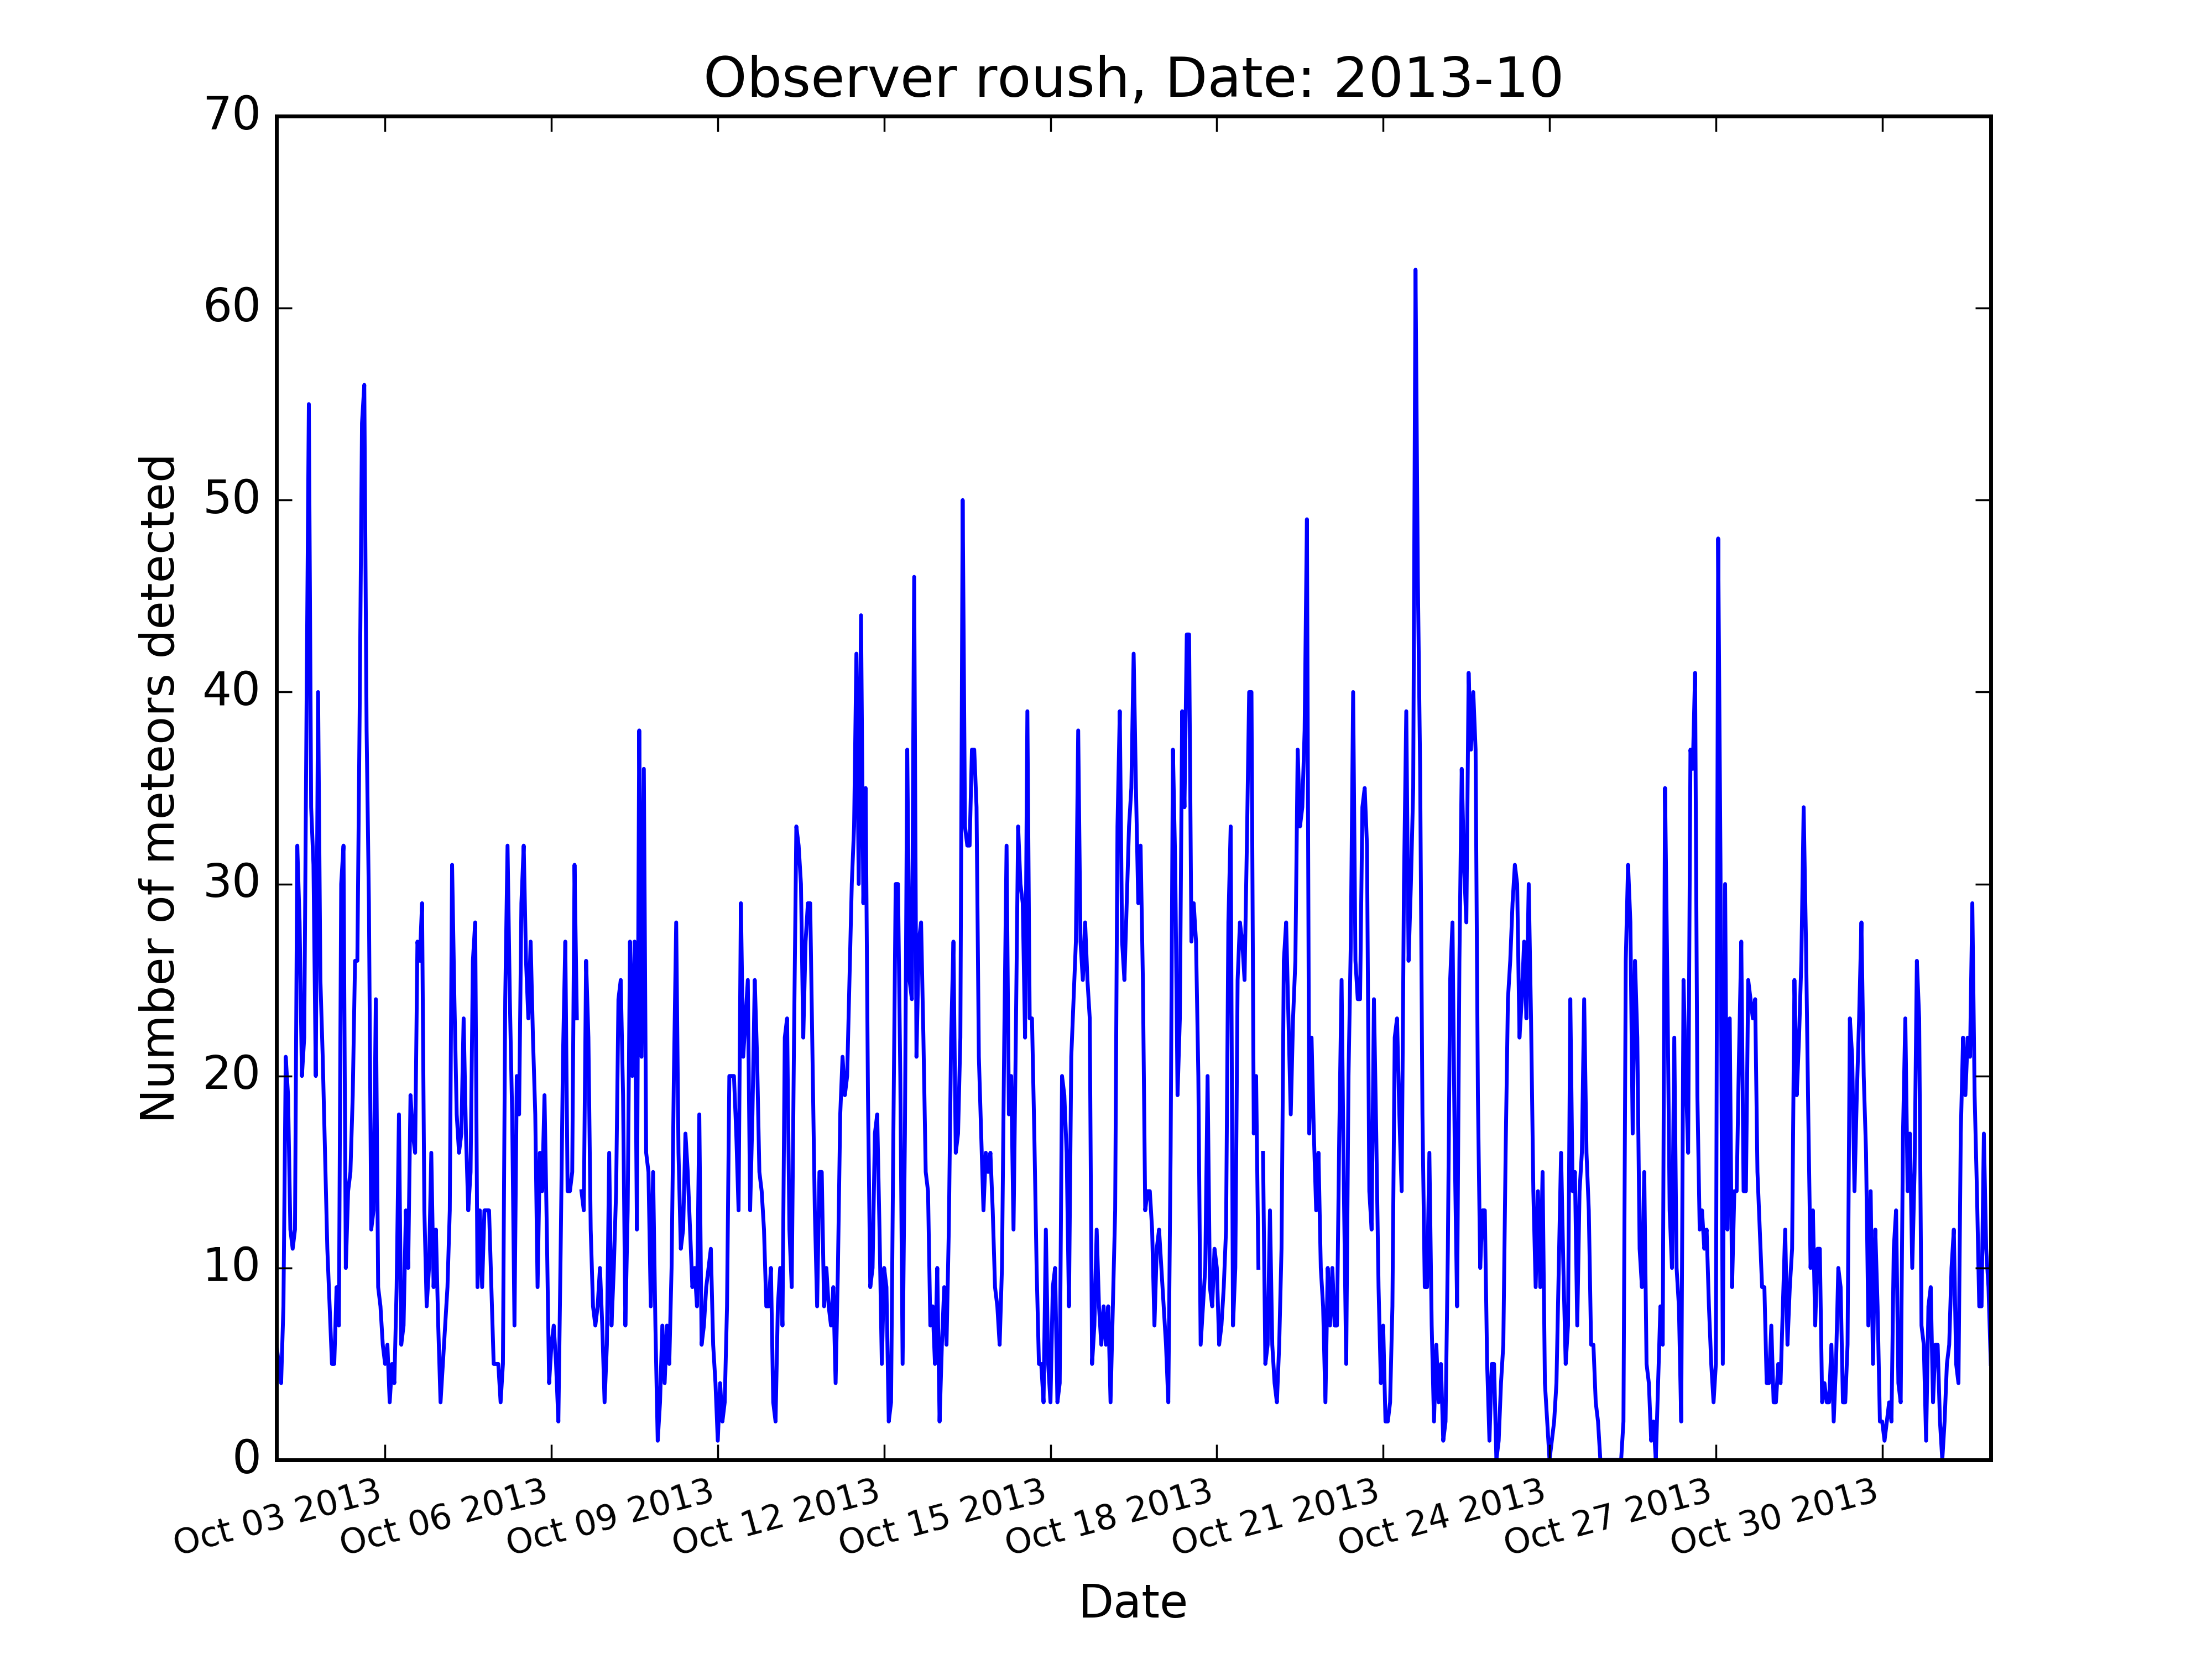 Observer roush, Date: 2013-10
70
60
50
40
30
20
10
0
Number of meteors detected
Oct 03 2013
Oct 06 2013
Oct 09 2013
Oct 12 2013
Oct 15 2013
Oct 18 2013
Oct 21 2013
Oct 24 2013
Oct 27 2013
Oct 30 2013
Date